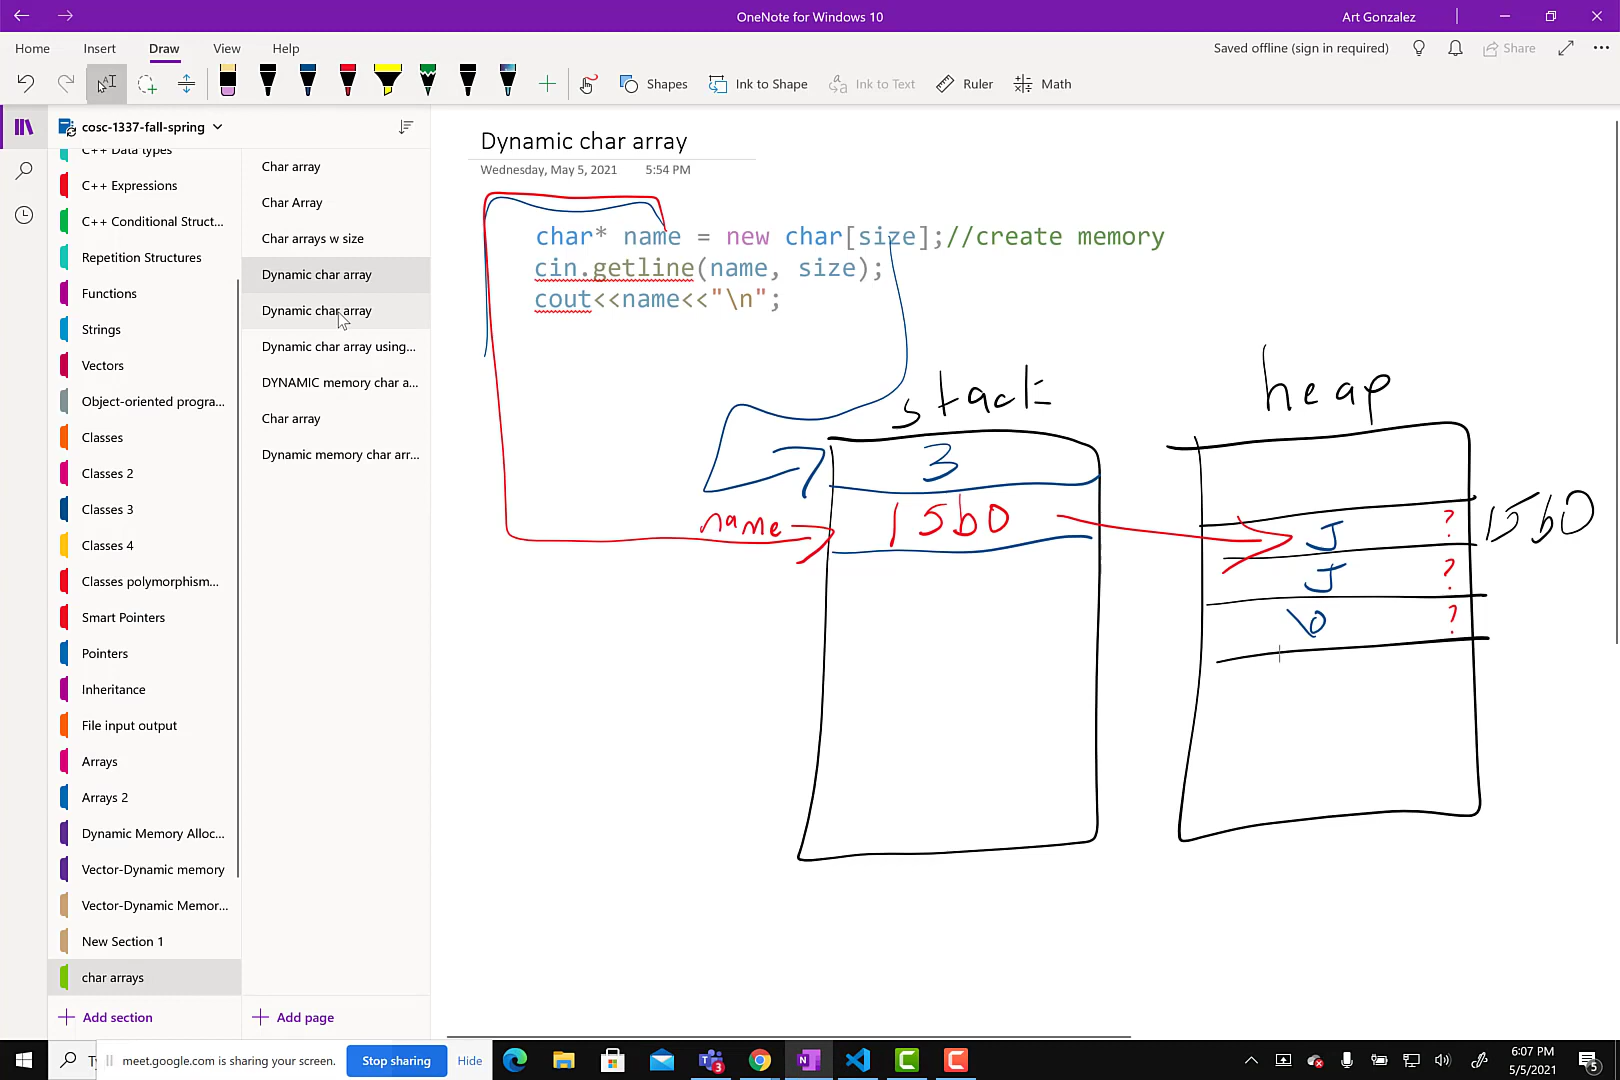 OneNote for Windows 10
Art Gonzalez
Home Insert Draw View Help
Saved offline (sign in required) Share
Shapes Ink to Shape Ink to Text Ruler Math
cosc-1337-fall-spring
C++ Data types
C++ Expressions
C++ Conditional Struct...
Repetition Structures
Functions
Strings
Vectors
Object-oriented progra...
Classes
Classes 2
Classes 3
Classes 4
Classes polymorphism...
Smart Pointers
Pointers
Inheritance
File input output
Arrays
Arrays 2
Dynamic Memory Alloc...
Vector-Dynamic memory
Vector-Dynamic Memor...
New Section 1
char arrays
Add section
Char array
Char Array
Char arrays w size
Dynamic char array
Dynamic char array
Dynamic char array using...
DYNAMIC memory char a...
Char array
Dynamic memory char arr...
Add page
Dynamic char array
Wednesday, May 5, 2021 5:54 PM
char* name = new char[size];//create memory
cin.getline(name, size);
cout<<name<<"\n";
stack
3
name 1560
heap
J ? 1560
J ?
\0 ?
meet.google.com is sharing your screen. Stop sharing Hide
3
6:07 PM
5/5/2021
5